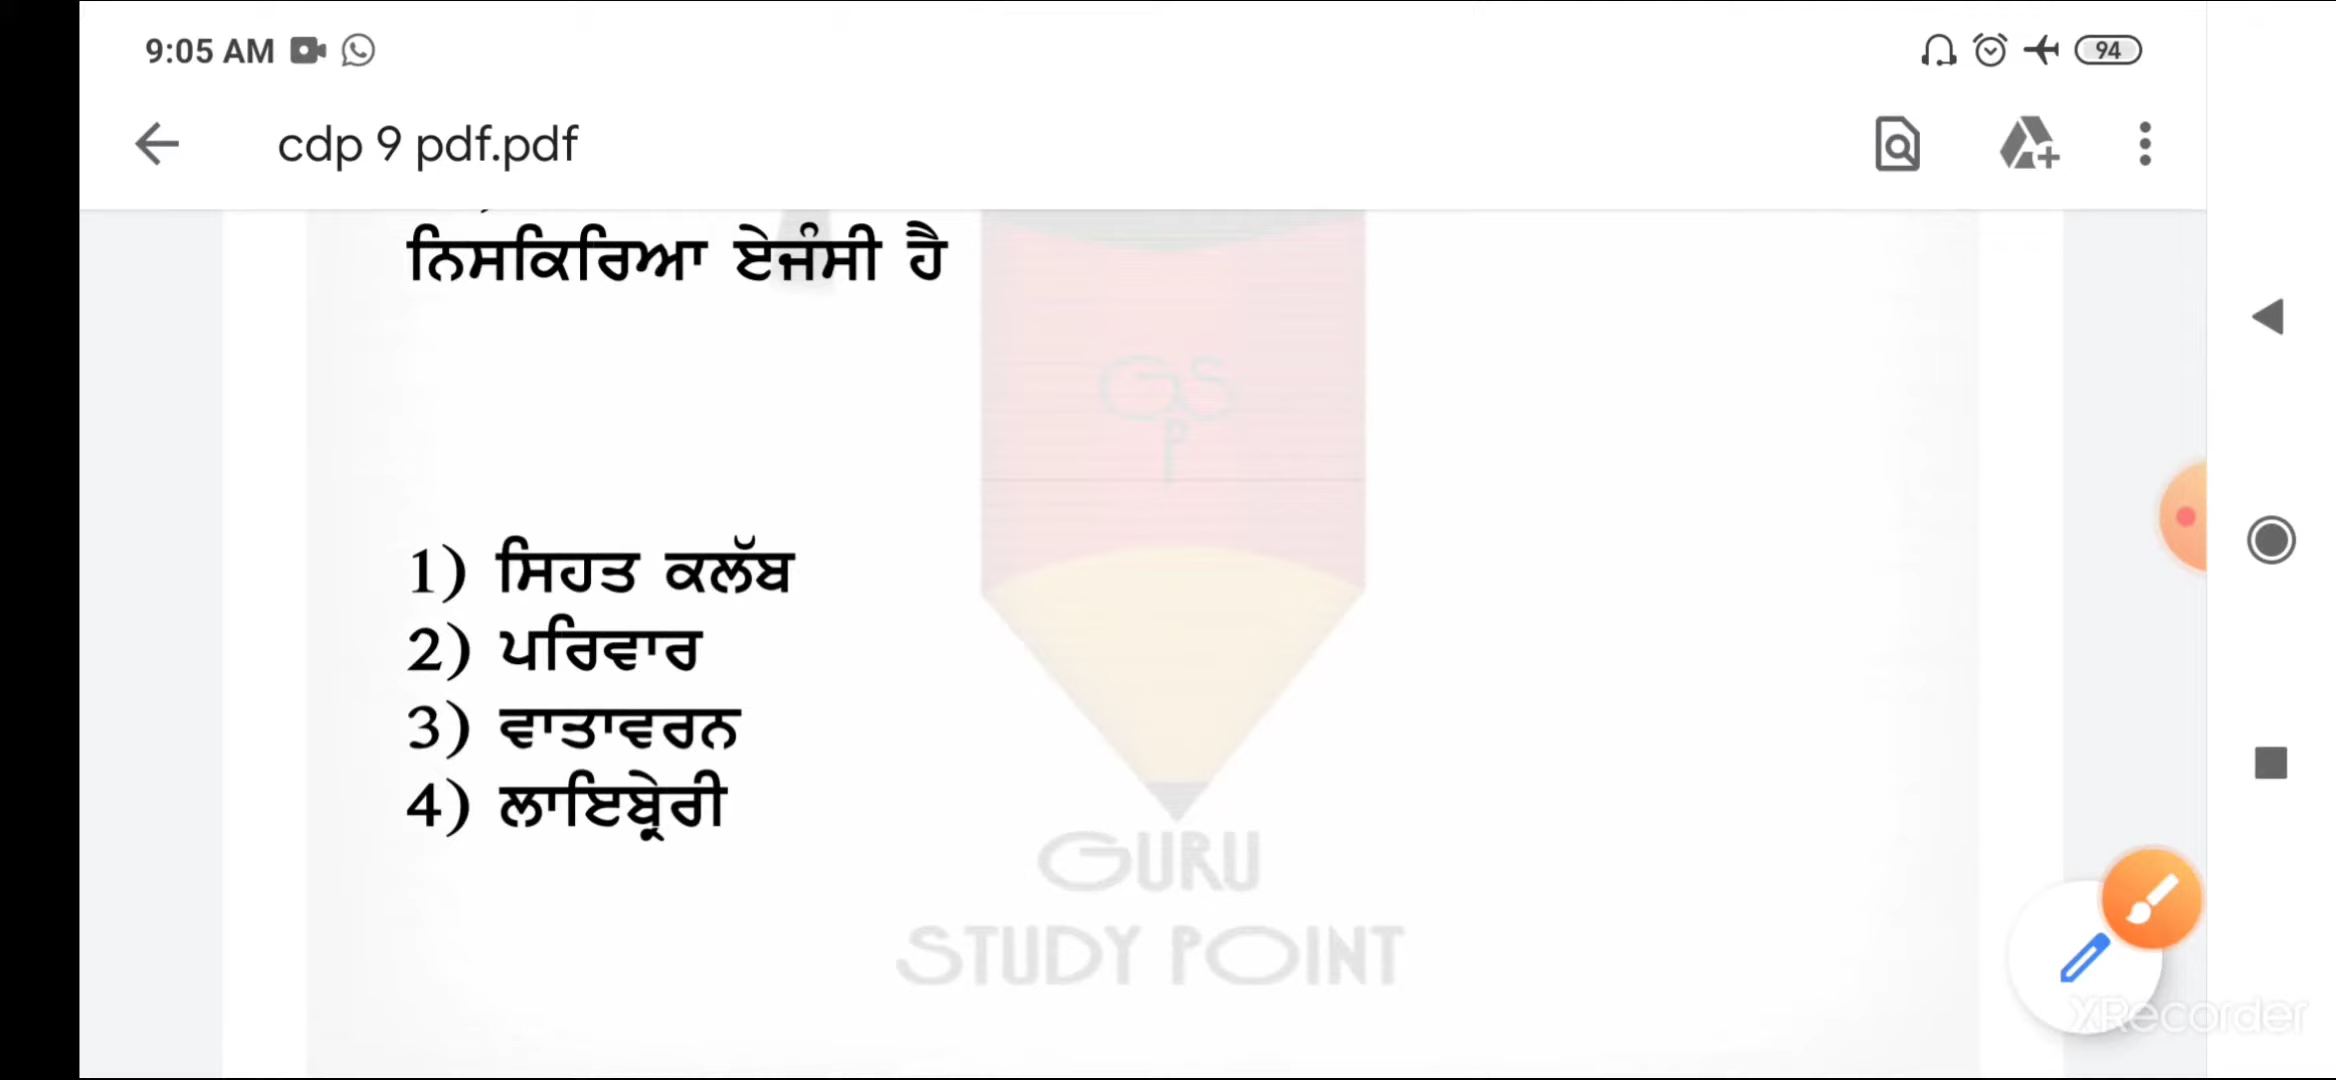 9:05 AM
94
cdp 9 pdf.pdf
ਨਿਸਕਿਰਿਆ ਏਜੰਸੀ ਹੈ
GS
P
1) ਸਿਹਤ ਕਲੱਬ
2) ਪਰਿਵਾਰ
3) ਵਾਤਾਵਰਨ
4) ਲਾਇਬ੍ਰੇਰੀ
GURU
STUDY POINT
XRecorder